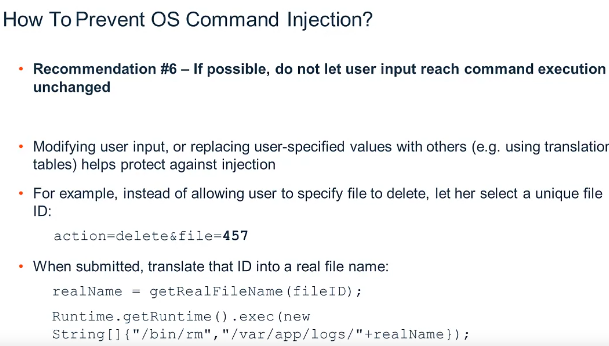 How To Prevent OS Command Injection?
• Recommendation #6 – If possible, do not let user input reach command execution
unchanged
• Modifying user input, or replacing user-specified values with others (e.g. using translation
tables) helps protect against injection
• For example, instead of allowing user to specify file to delete, let her select a unique file
ID:
action=delete&file=457
• When submitted, translate that ID into a real file name:
realName = getRealFileName(fileID);
Runtime.getRuntime().exec(new
String[]{"/bin/rm","/var/app/logs/"+realName});